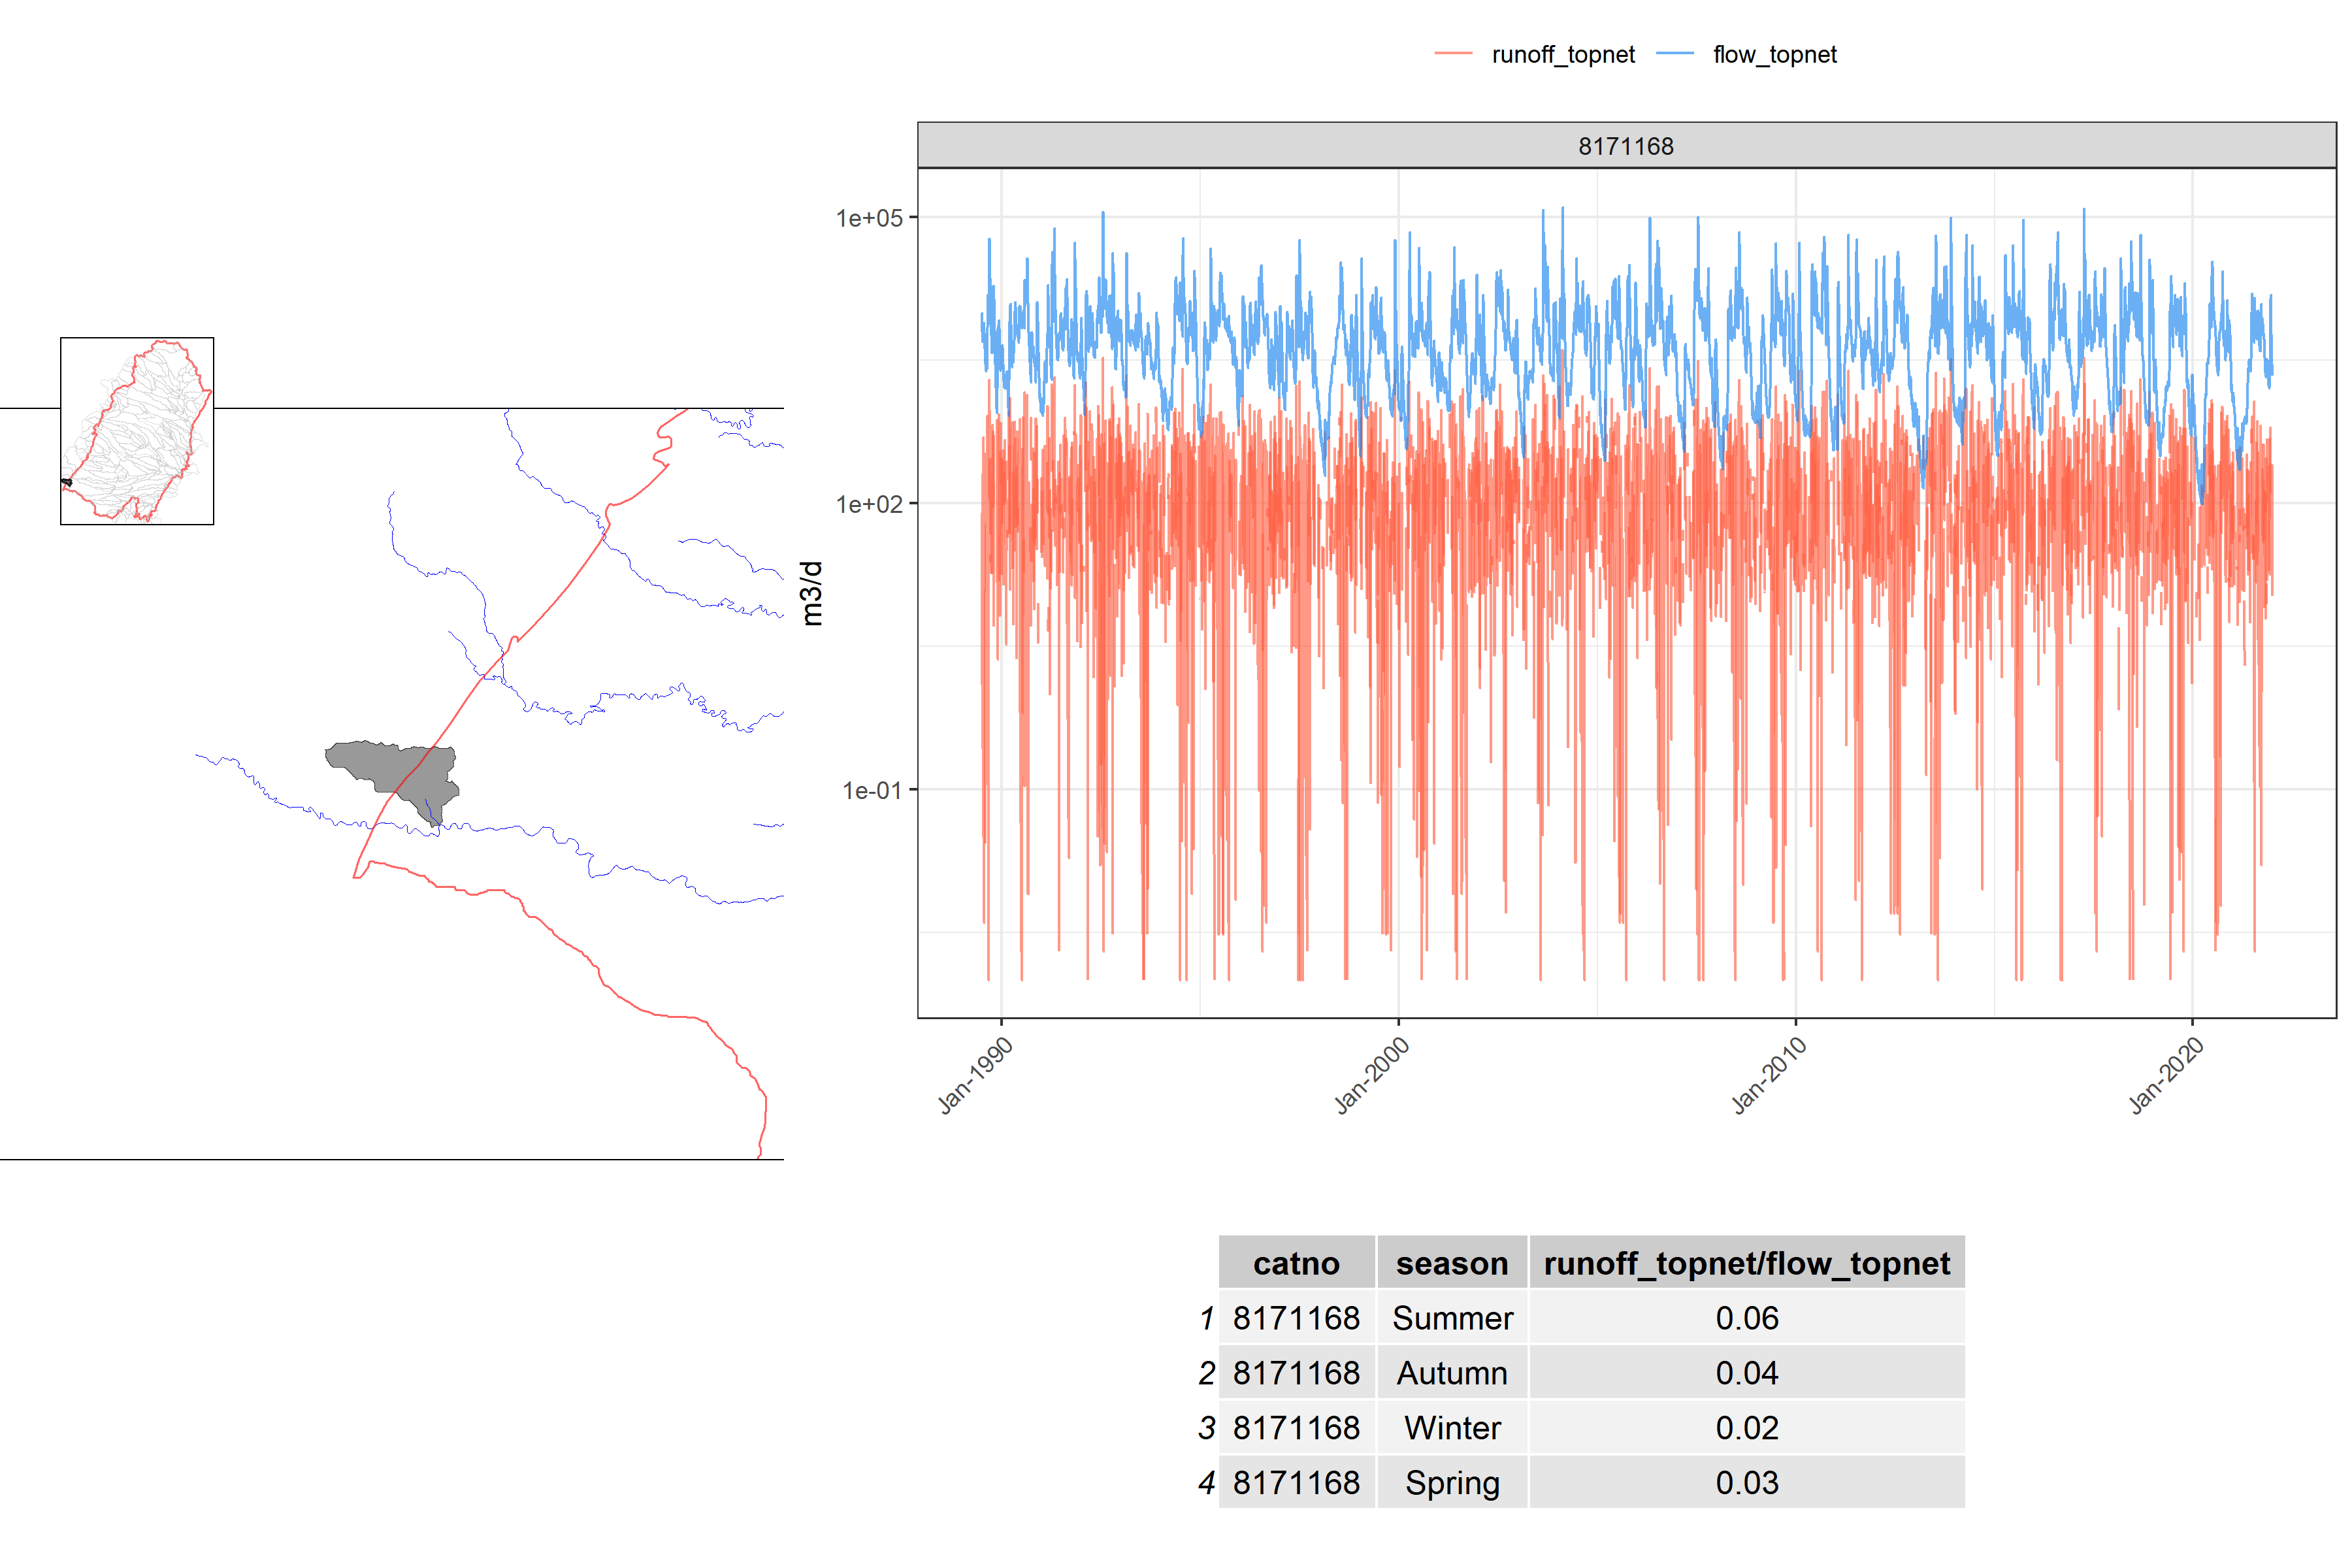 runoff_topnet flow_topnet
8171168
1e+05
1e+02
1e-01
m3/d
Jan-1990 Jan-2000 Jan-2010 Jan-2020
catno season runoff_topnet/flow_topnet
1 8171168 Summer 0.06
2 8171168 Autumn 0.04
3 8171168 Winter 0.02
4 8171168 Spring 0.03